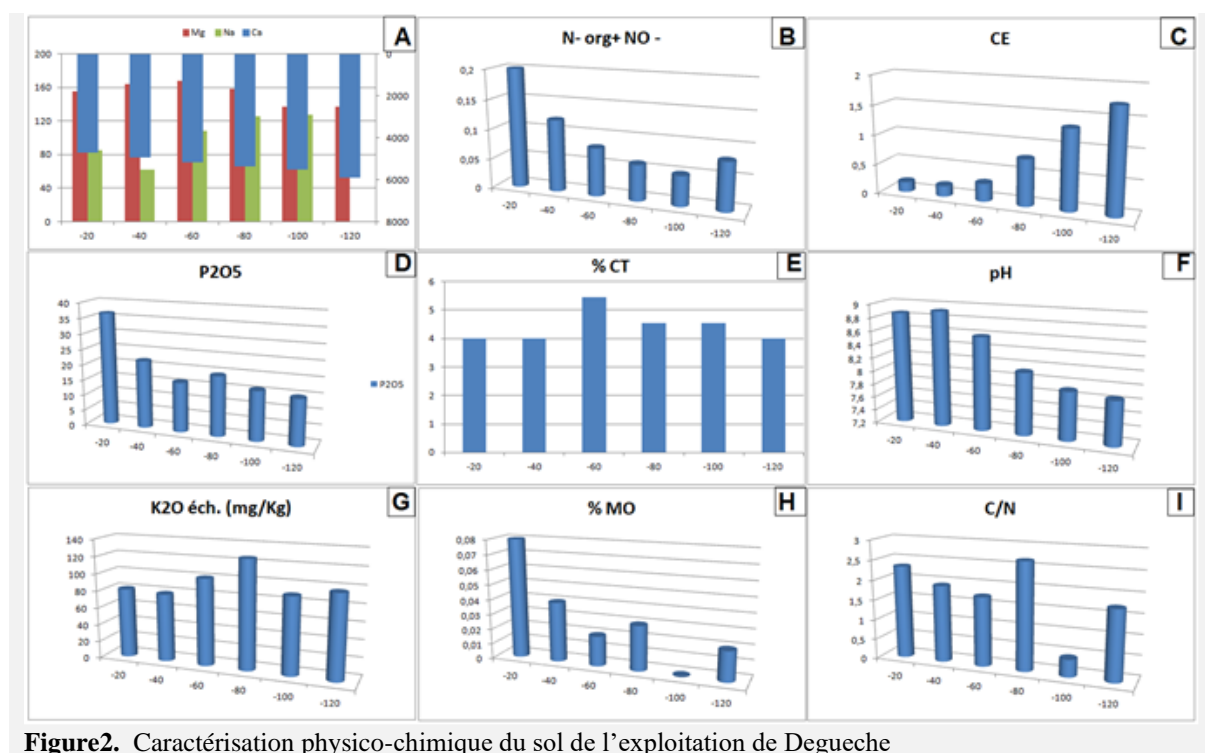 Mg Na Ca
A
200
160
120
80
40
0
0
2000
4000
6000
8000
-20 -40 -60 -80 -100 -120
N- org+ NO -
B
0,2
0,15
0,1
0,05
0
-20 -40 -60 -80 -100 -120
CE
C
2
1,5
1
0,5
0
-20 -40 -60 -80 -100 -120
P2O5
D
40
35
30
25
20
15
10
5
0
P2O5
-20 -40 -60 -80 -100 -120
% CT
E
6
5
4
3
2
1
0
-20 -40 -60 -80 -100 -120
pH
F
9
8,8
8,6
8,4
8,2
8
7,8
7,6
7,4
7,2
-20 -40 -60 -80 -100 -120
K2O éch. (mg/Kg)
G
140
120
100
80
60
40
20
0
-20 -40 -60 -80 -100 -120
% MO
H
0,08
0,07
0,06
0,05
0,04
0,03
0,02
0,01
0
-20 -40 -60 -80 -100 -120
C/N
I
3
2,5
2
1,5
1
0,5
0
-20 -40 -60 -80 -100 -120
Figure2. Caractérisation physico-chimique du sol de l’exploitation de Degueche